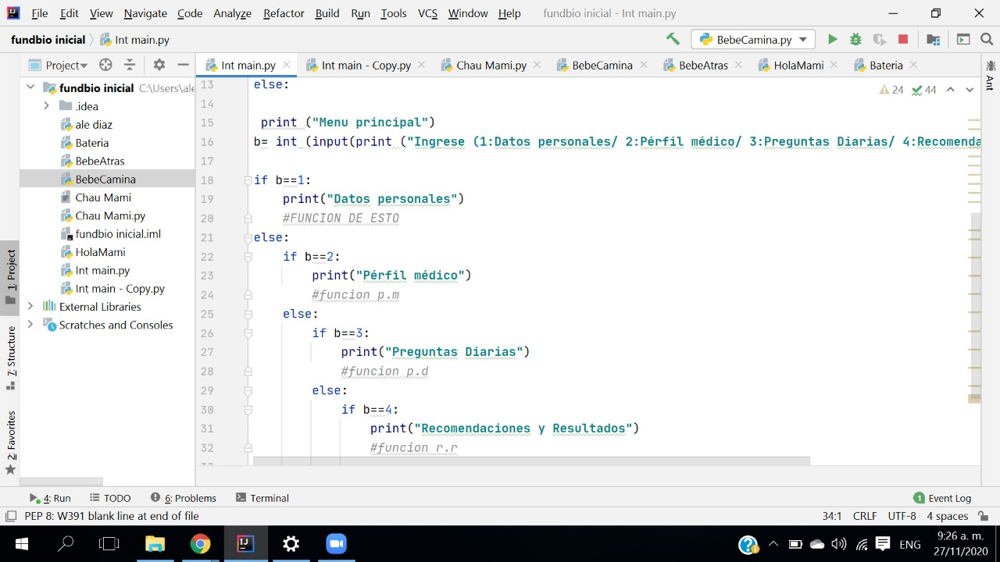 File Edit View Navigate Code Analyze Refactor Build Run Tools VCS Window Help fundbio inicial - Int main.py
fundbio inicial Int main.py BebeCamina.py
Project Int main.py Int main - Copy.py Chau Mami.py BebeCamina BebeAtras HolaMami Bateria
Ant
fundbio inicial C:\Users\ale
.idea
ale diaz
Bateria
BebeAtras
BebeCamina
Chau Mami
Chau Mami.py
fundbio inicial.iml
HolaMami
Int main.py
Int main - Copy.py
External Libraries
Scratches and Consoles
1: Project
7: Structure
2: Favorites
24 44
13 else:
14
15 print ("Menu principal")
16 b= int (input(print ("Ingrese (1:Datos personales/ 2:Pérfil médico/ 3:Preguntas Diarias/ 4:Recomenda
17
18 if b==1:
19 print("Datos personales")
20 #FUNCION DE ESTO
21 else:
22 if b==2:
23 print("Pérfil médico")
24 #funcion p.m
25 else:
26 if b==3:
27 print("Preguntas Diarias")
28 #funcion p.d
29 else:
30 if b==4:
31 print("Recomendaciones y Resultados")
32 #funcion r.r
4: Run TODO 6: Problems Terminal 1 Event Log
PEP 8: W391 blank line at end of file 34:1 CRLF UTF-8 4 spaces
ENG 9:26 a. m.
27/11/2020